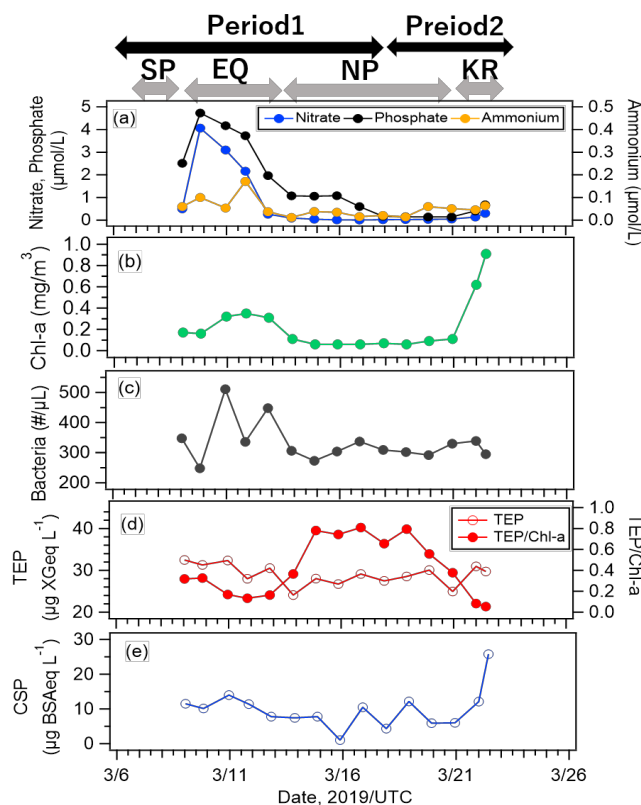 Period1 Preiod2
SP EQ NP KR
(a) Nitrate Phosphate Ammonium
Nitrate, Phosphate
(μmol/L)
5
4
3
2
1
0
0.5
0.4
0.3
0.2
0.1
0.0
Ammonium
(μmol/L)
(b)
Chl-a (mg/m³)
1.0
0.8
0.6
0.4
0.2
0.0
(c)
Bacteria (#/μL)
500
400
300
200
(d) TEP
TEP/Chl-a
TEP
(μg XGeq L⁻¹)
40
30
20
1.0
0.8
0.6
0.4
0.2
0.0
TEP/Chl-a
(e)
CSP
(μg BSAeq L⁻¹)
30
20
10
0
3/6 3/11 3/16 3/21 3/26
Date, 2019/UTC